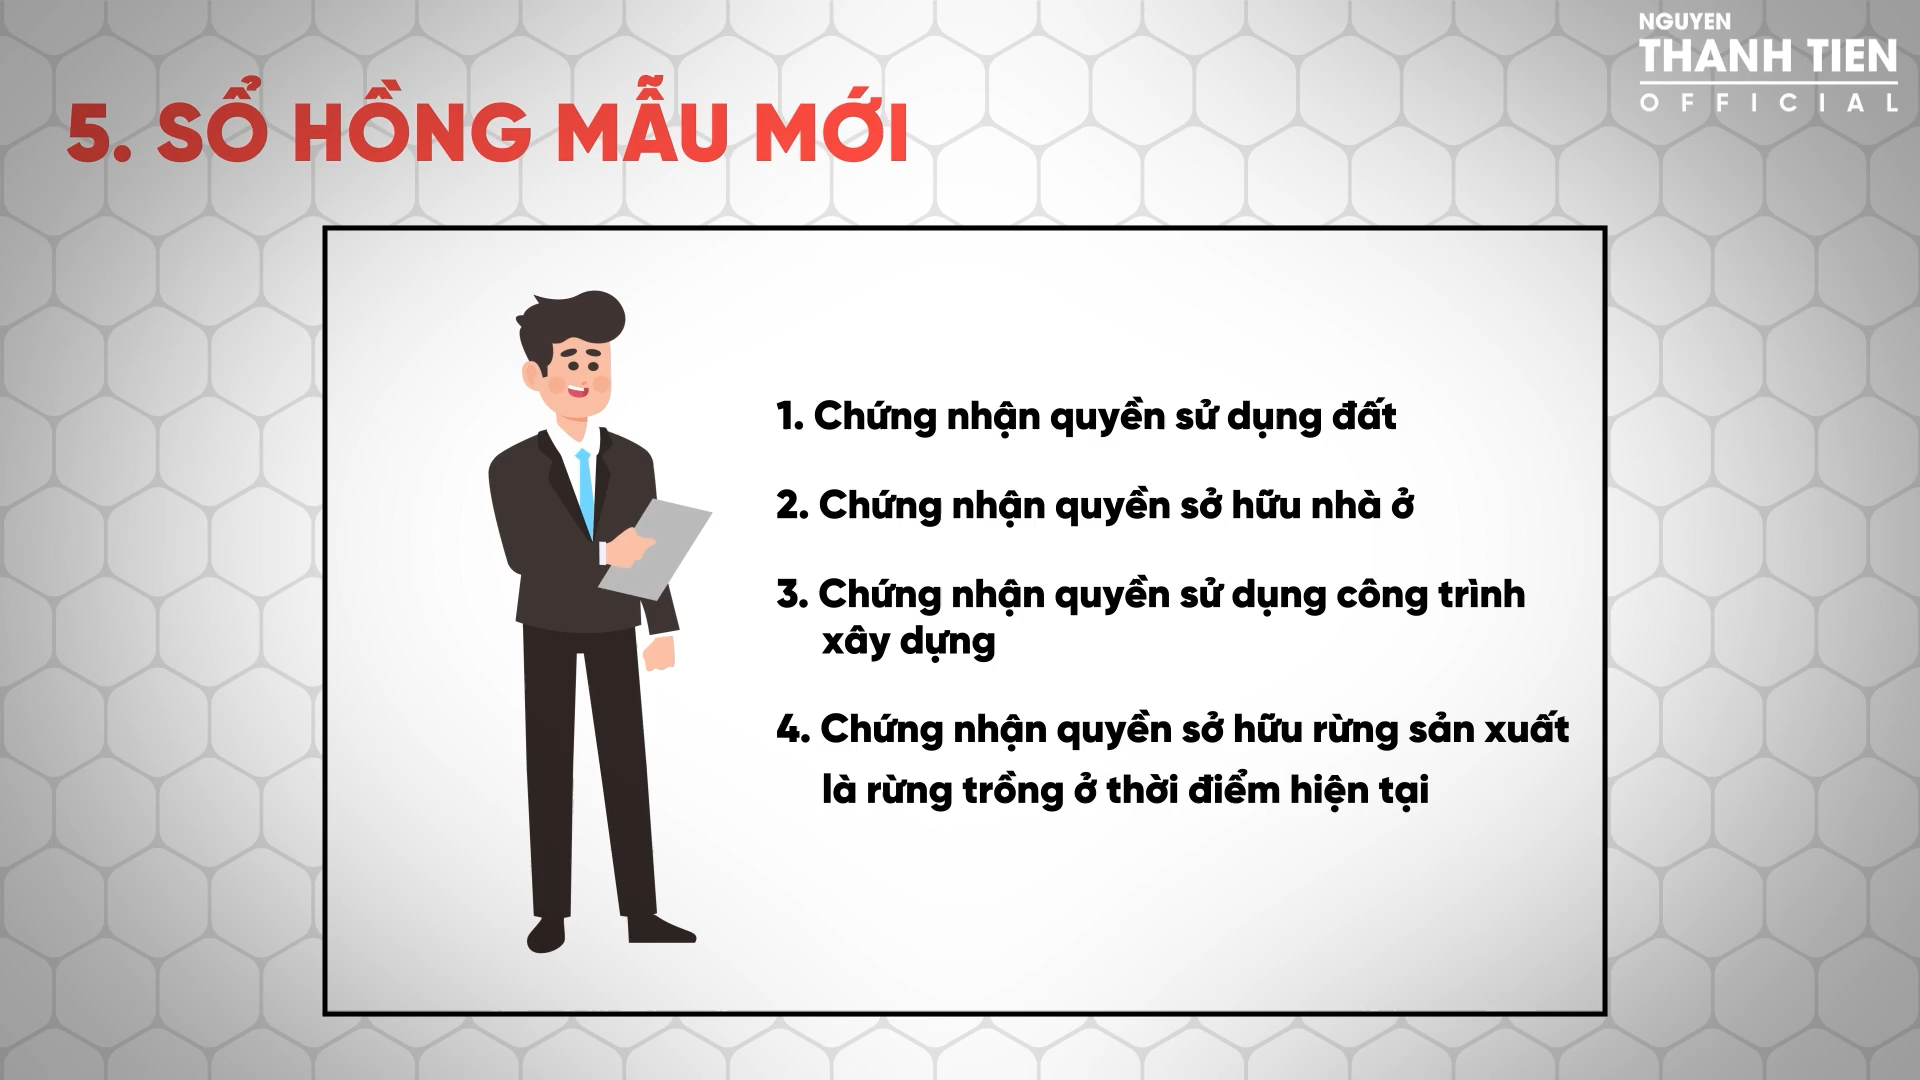 NGUYEN
THANH TIEN
OFFICIAL
5. SỔ HỒNG MẪU MỚI
1. Chứng nhận quyền sử dụng đất
2. Chứng nhận quyền sở hữu nhà ở
3. Chứng nhận quyền sử dụng công trình
xây dựng
4. Chứng nhận quyền sở hữu rừng sản xuất
là rừng trồng ở thời điểm hiện tại